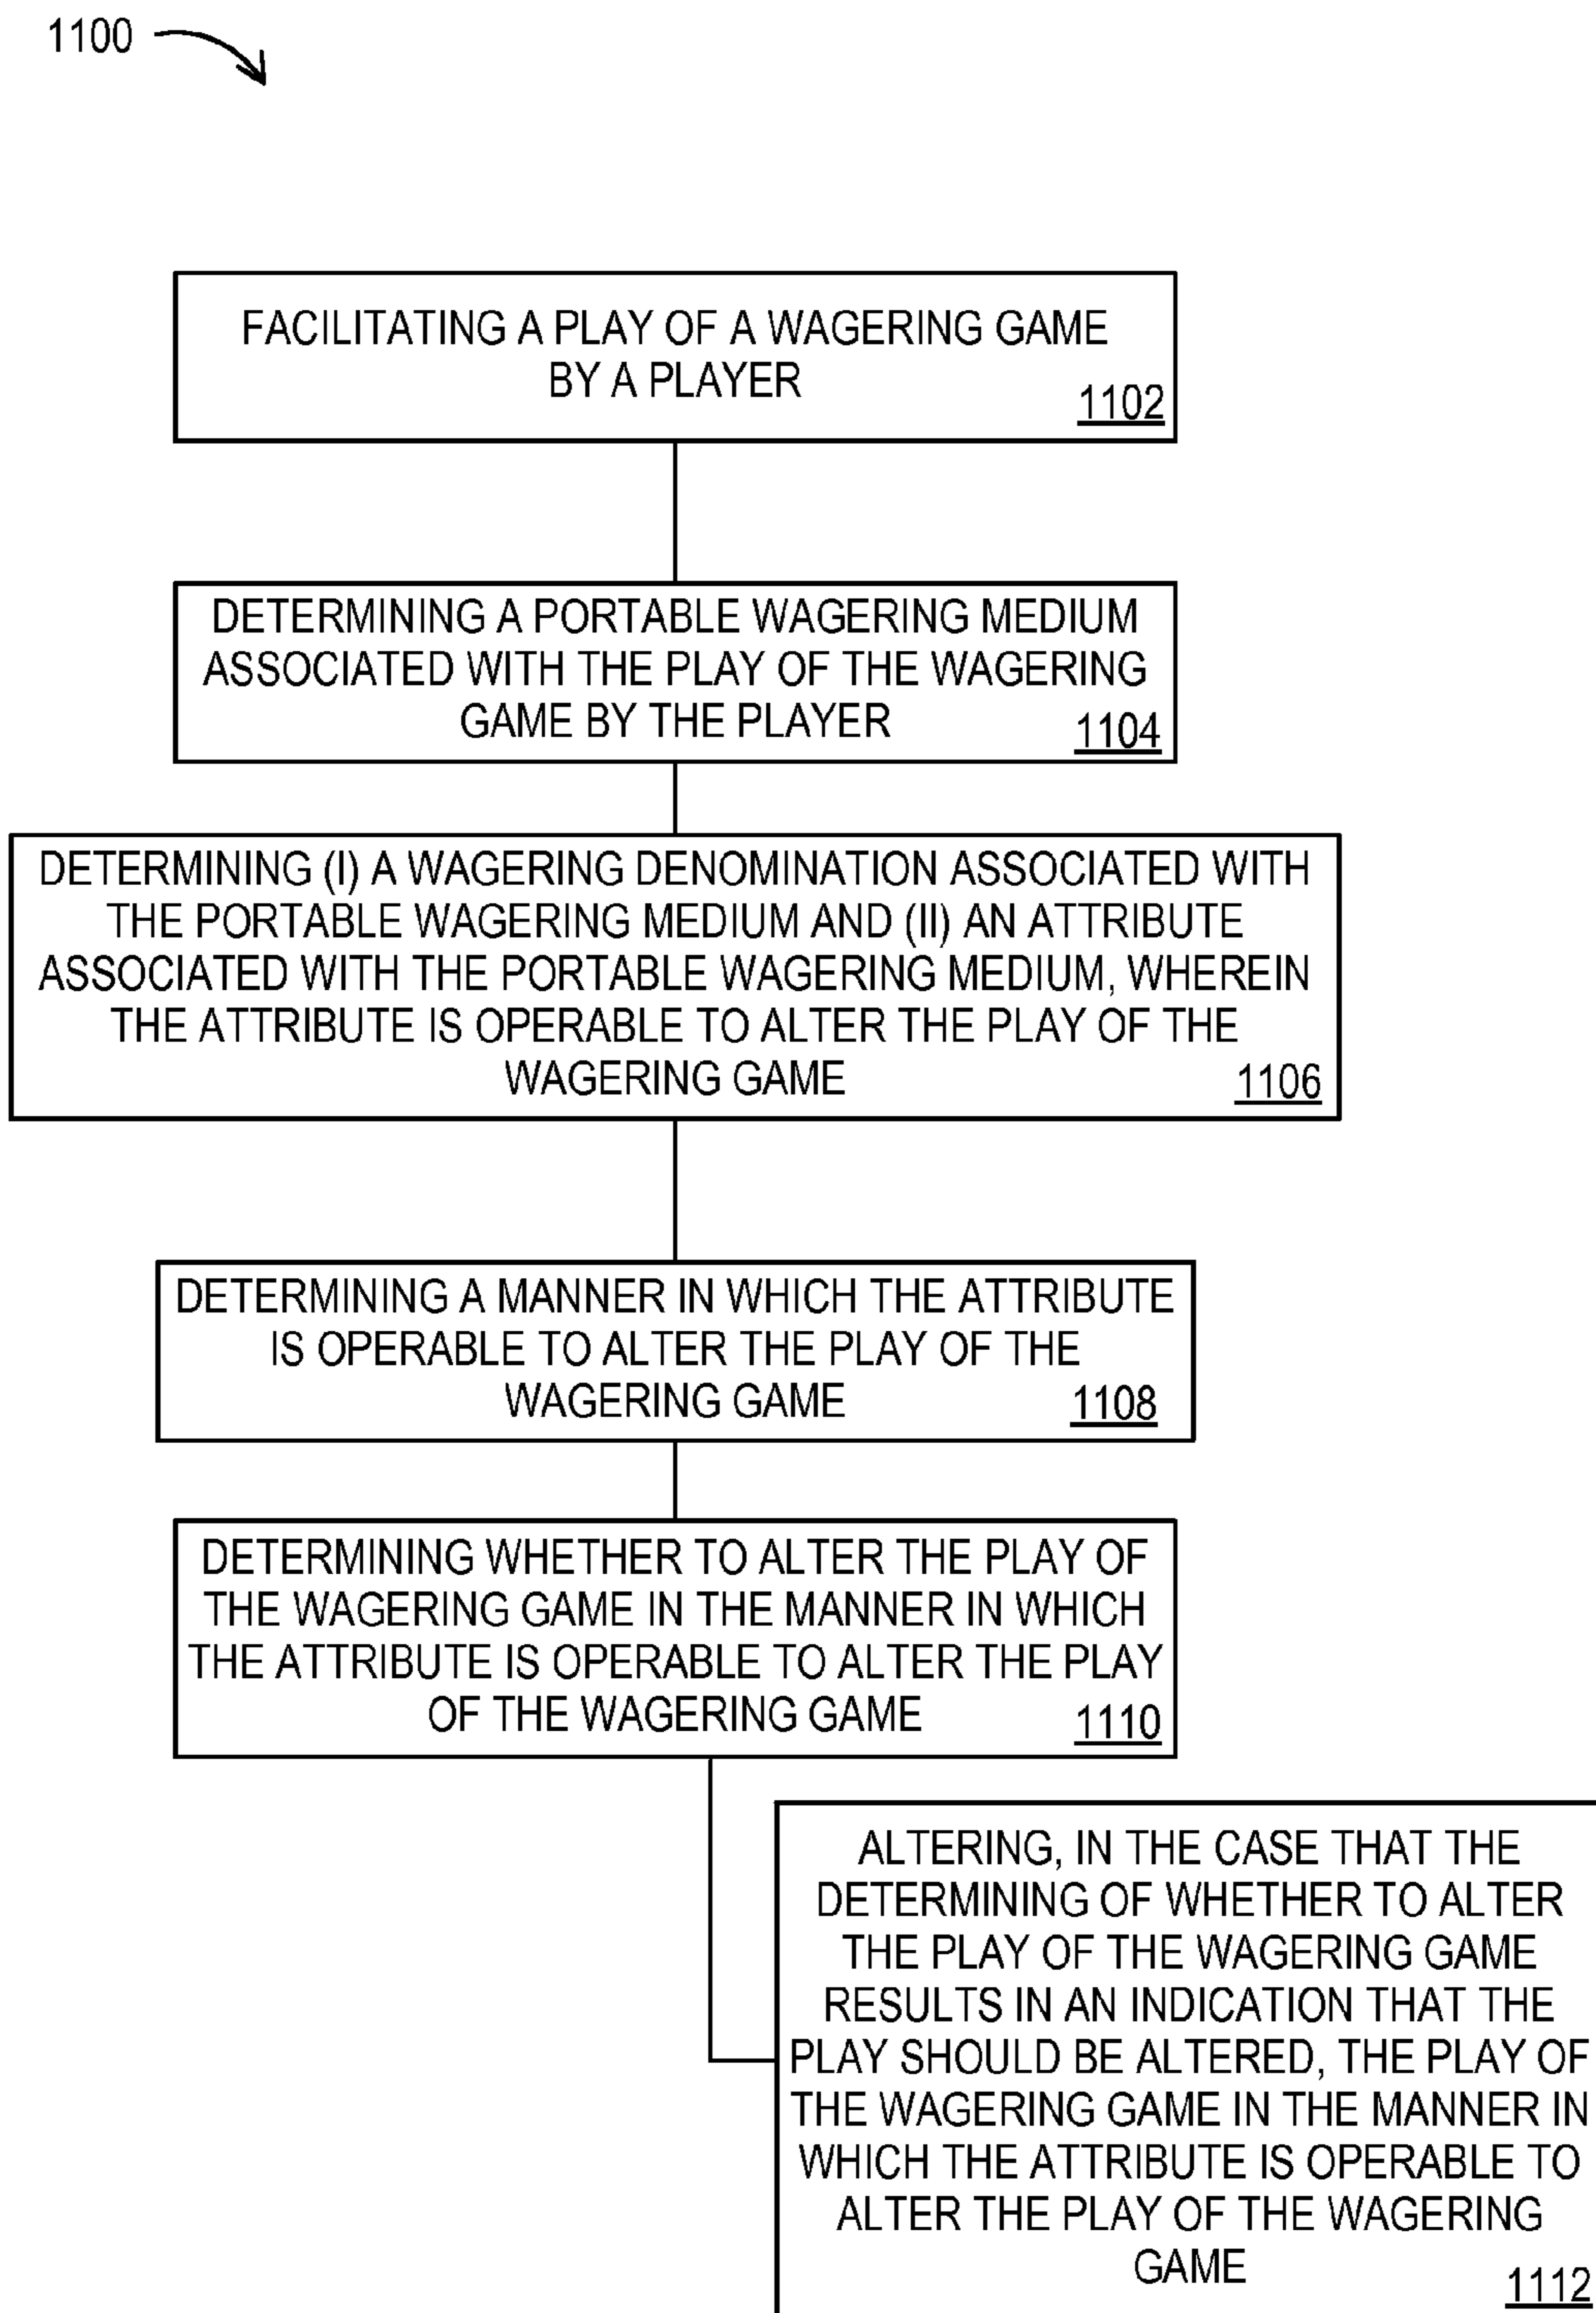 1100
FACILITATING A PLAY OF A WAGERING GAME
BY A PLAYER
1102
DETERMINING A PORTABLE WAGERING MEDIUM
ASSOCIATED WITH THE PLAY OF THE WAGERING
GAME BY THE PLAYER
1104
DETERMINING (I) A WAGERING DENOMINATION ASSOCIATED WITH
THE PORTABLE WAGERING MEDIUM AND (II) AN ATTRIBUTE
ASSOCIATED WITH THE PORTABLE WAGERING MEDIUM, WHEREIN
THE ATTRIBUTE IS OPERABLE TO ALTER THE PLAY OF THE
WAGERING GAME
1106
DETERMINING A MANNER IN WHICH THE ATTRIBUTE
IS OPERABLE TO ALTER THE PLAY OF THE
WAGERING GAME
1108
DETERMINING WHETHER TO ALTER THE PLAY OF
THE WAGERING GAME IN THE MANNER IN WHICH
THE ATTRIBUTE IS OPERABLE TO ALTER THE PLAY
OF THE WAGERING GAME
1110
ALTERING, IN THE CASE THAT THE
DETERMINING OF WHETHER TO ALTER
THE PLAY OF THE WAGERING GAME
RESULTS IN AN INDICATION THAT THE
PLAY SHOULD BE ALTERED, THE PLAY OF
THE WAGERING GAME IN THE MANNER IN
WHICH THE ATTRIBUTE IS OPERABLE TO
ALTER THE PLAY OF THE WAGERING
GAME
1112